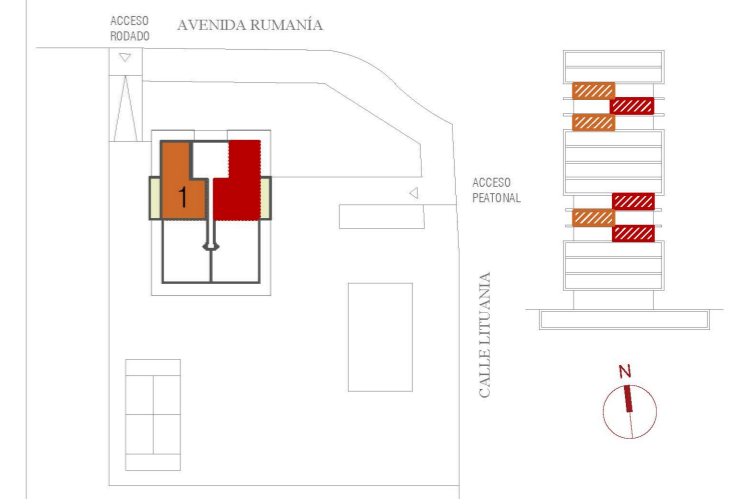 ACCESO
RODADO
AVENIDA RUMANÍA
1
ACCESO
PEATONAL
CALLE LITUANIA
N